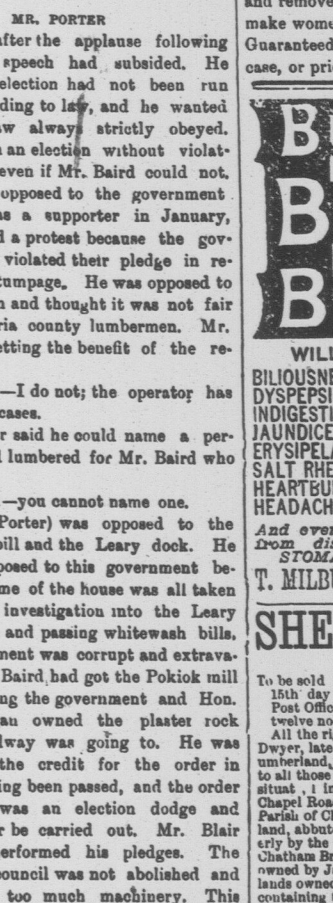 MR. PORTER
after the applause following
speech had subsided. He
election had not been run
ding to law, and he wanted
aw always strictly obeyed.
an election without violat-
even if Mr. Baird could not.
opposed to the government
as a supporter in January,
d a protest because the gov-
violated their pledge in re-
tumpage. He was opposed to
n and thought it was not fair
ria county lumbermen. Mr.
etting the benefit of the re-
—I do not; the operator has
cases.
r said he could name a per-
l lumbered for Mr. Baird who
—you cannot name one.
Porter) was opposed to the
bill and the Leary dock. He
posed to this government be-
me of the house was all taken
investigation into the Leary
and passing whitewash bills,
ment was corrupt and extrava-
Baird had got the Pokiok mill
ng the government and Hon.
au owned the plaster rock
lway was going to. He was
the credit for the order in
ing been passed, and the order
was an election dodge and
r be carried out. Mr. Blair
erformed his pledges. The
ouncil was not abolished and
too much machinery. This
and remove
make wome
Guaranteed
case, or pri
B
B
B
WILL
BILIOUSNE
DYSPEPSI
INDIGESTI
JAUNDICE
ERYSIPELA
SALT RHE
HEARTBUR
HEADACH
And ever
from dis
STOMA
T. MILBU
SHE
To be sold
15th day
Post Offic
twelve no
All the ri
Dwyer, late
umberland,
to all those
situat , l in
Chapel Roa
Parish of Cl
land, abbut
erly by the
Chatham Br
owned by J
lands owned
containing